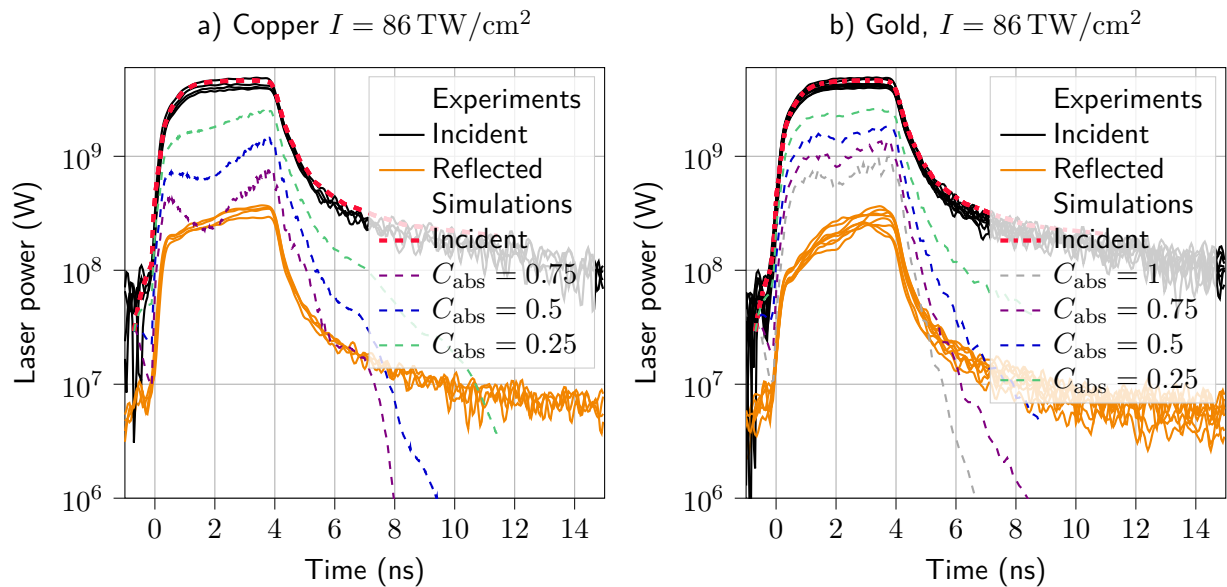 a) Copper I = 86 TW/cm²
Laser power (W)
10⁹
10⁸
10⁷
10⁶
0 2 4 6 8 10 12 14
Time (ns)
Experiments
Incident
Reflected
Simulations
Incident
C_abs = 0.75
C_abs = 0.5
C_abs = 0.25
b) Gold, I = 86 TW/cm²
Laser power (W)
10⁹
10⁸
10⁷
10⁶
0 2 4 6 8 10 12 14
Time (ns)
Experiments
Incident
Reflected
Simulations
Incident
C_abs = 1
C_abs = 0.75
C_abs = 0.5
C_abs = 0.25